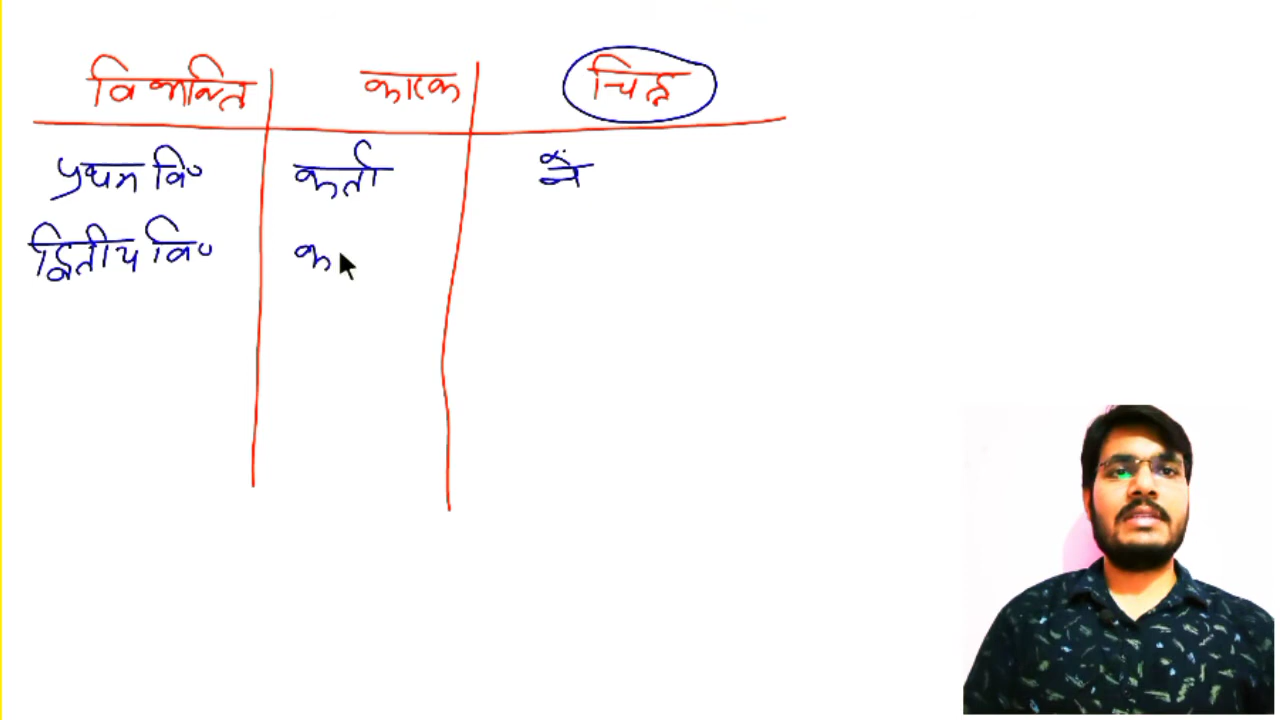 विभक्ति कारक चिह्न
प्रथम वि० कर्ता ने
द्वितीय वि० क